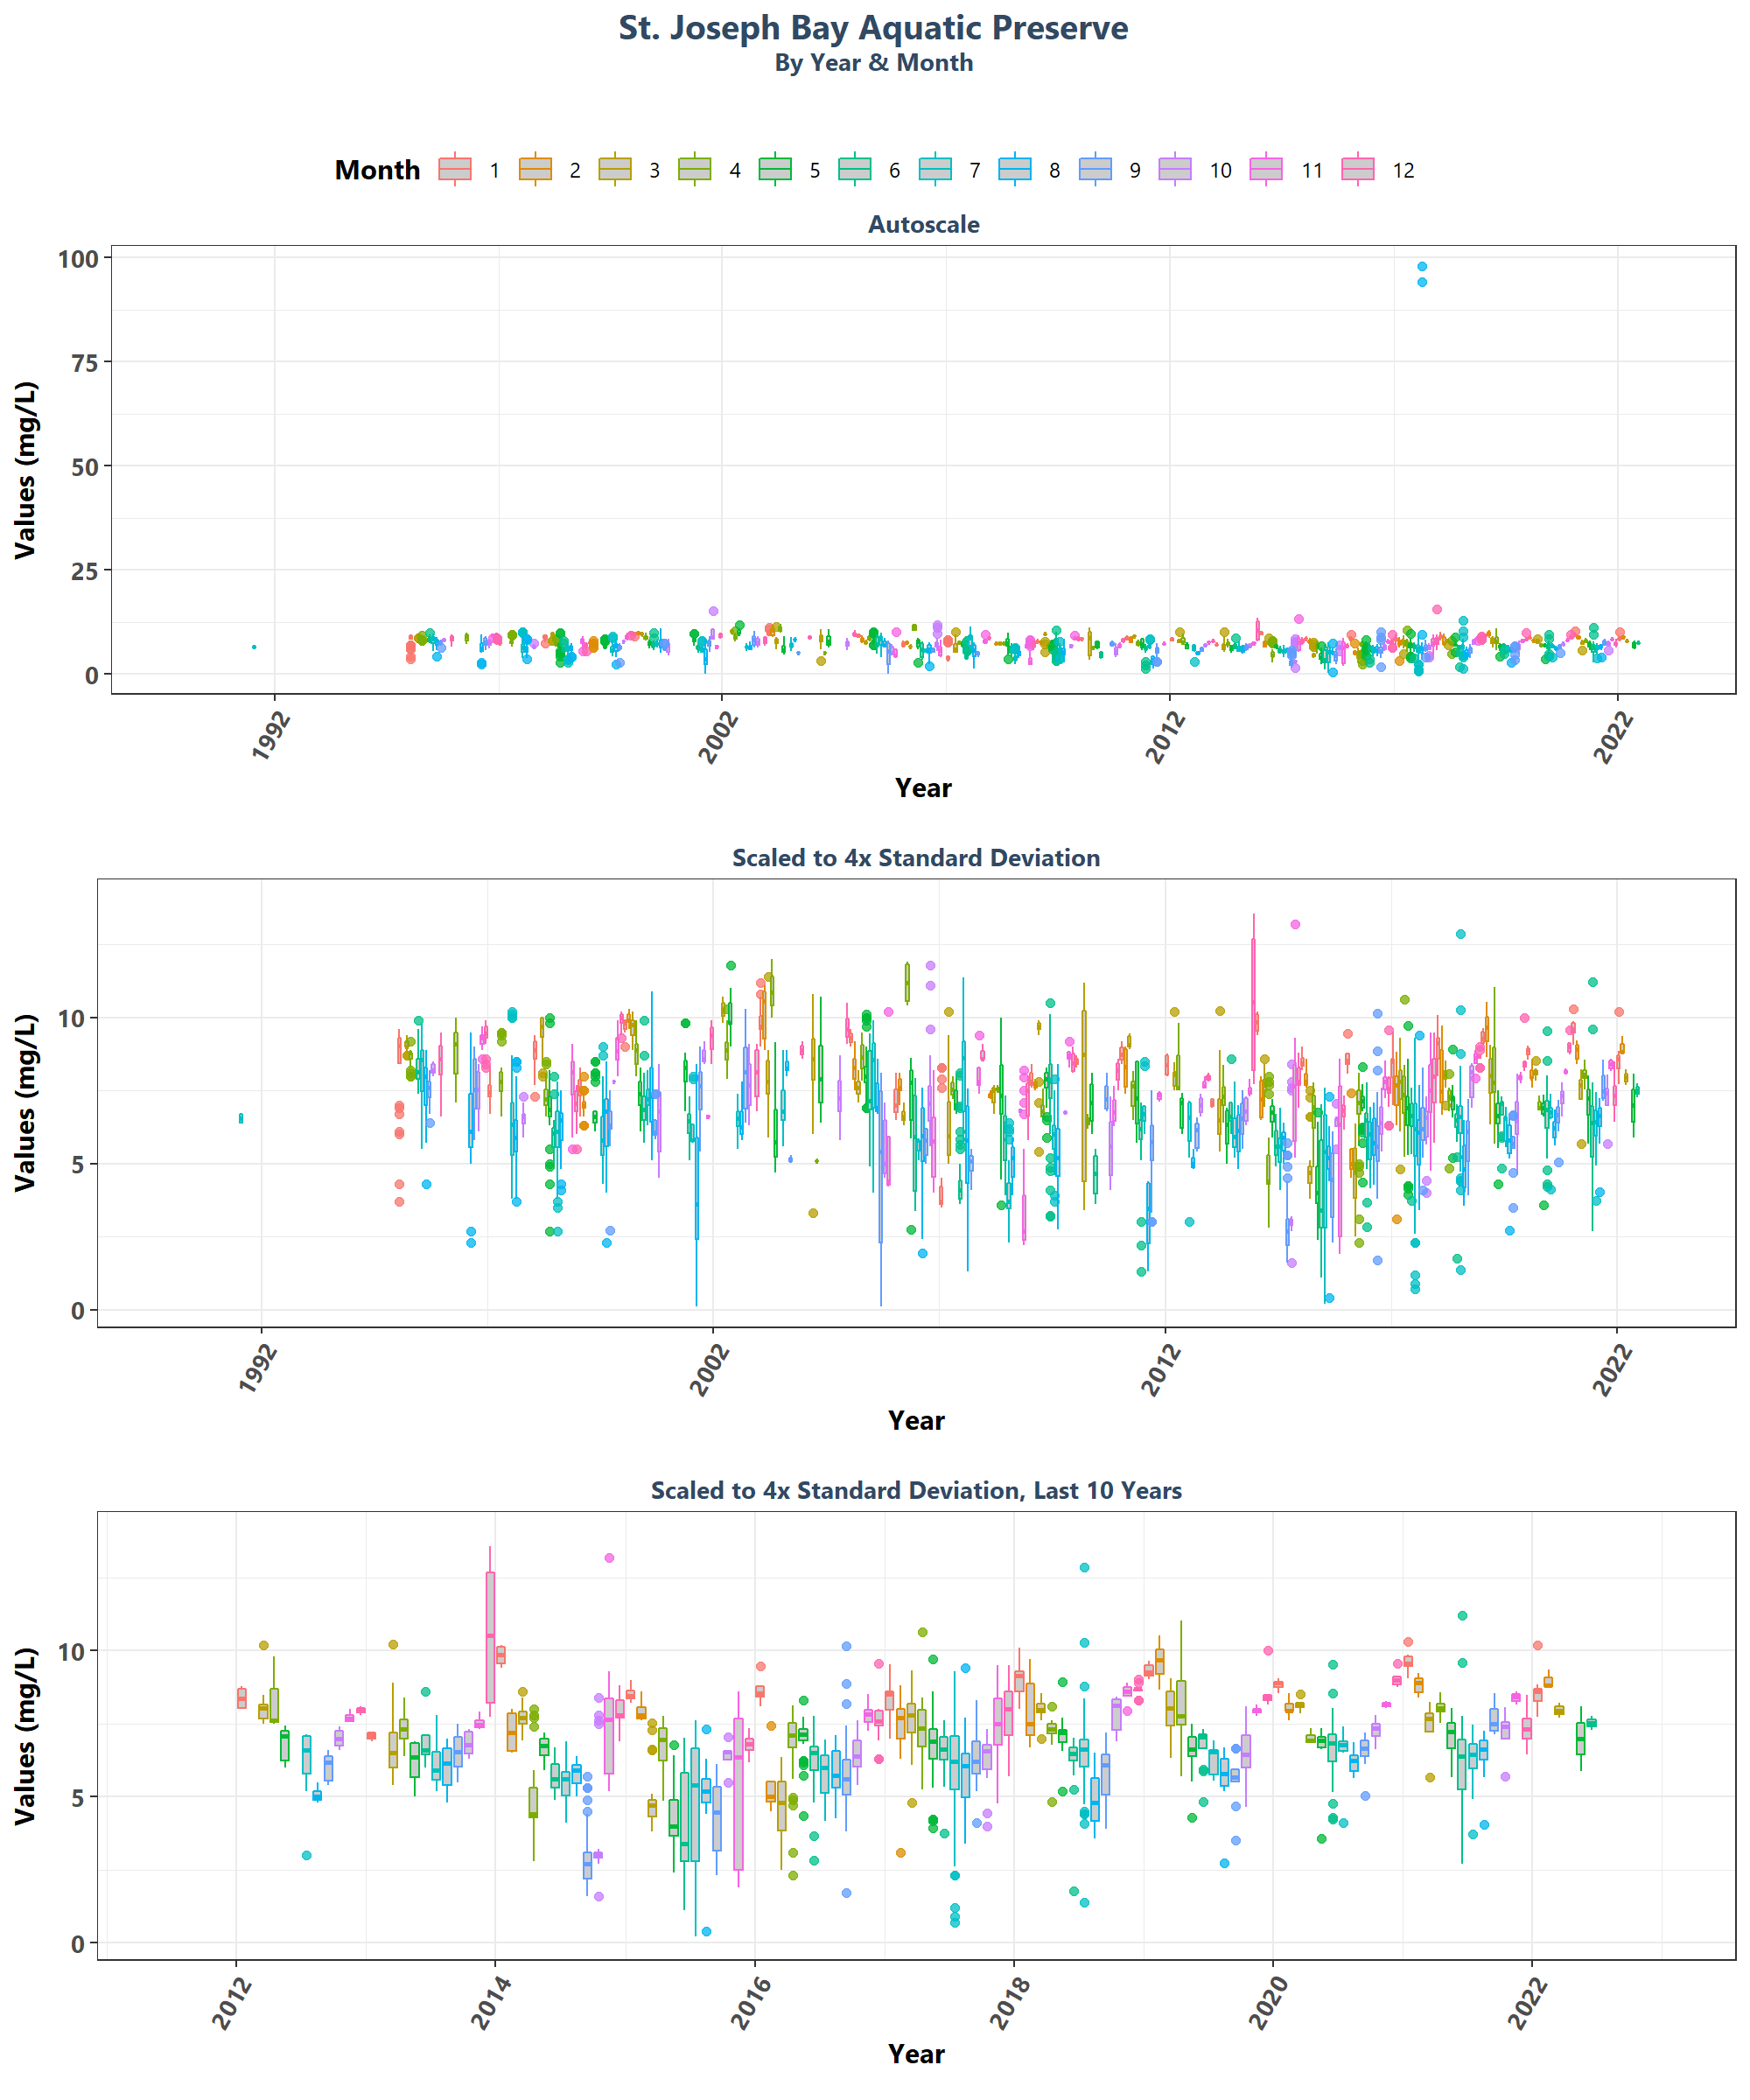 St. Joseph Bay Aquatic Preserve
By Year & Month
Month 1 2 3 4 5 6 7 8 9 10 11 12
Autoscale
Values (mg/L)
100
75
50
25
0
1992 2002 2012 2022
Year
Scaled to 4x Standard Deviation
Values (mg/L)
10
5
0
1992 2002 2012 2022
Year
Scaled to 4x Standard Deviation, Last 10 Years
Values (mg/L)
10
5
0
2012 2014 2016 2018 2020 2022
Year